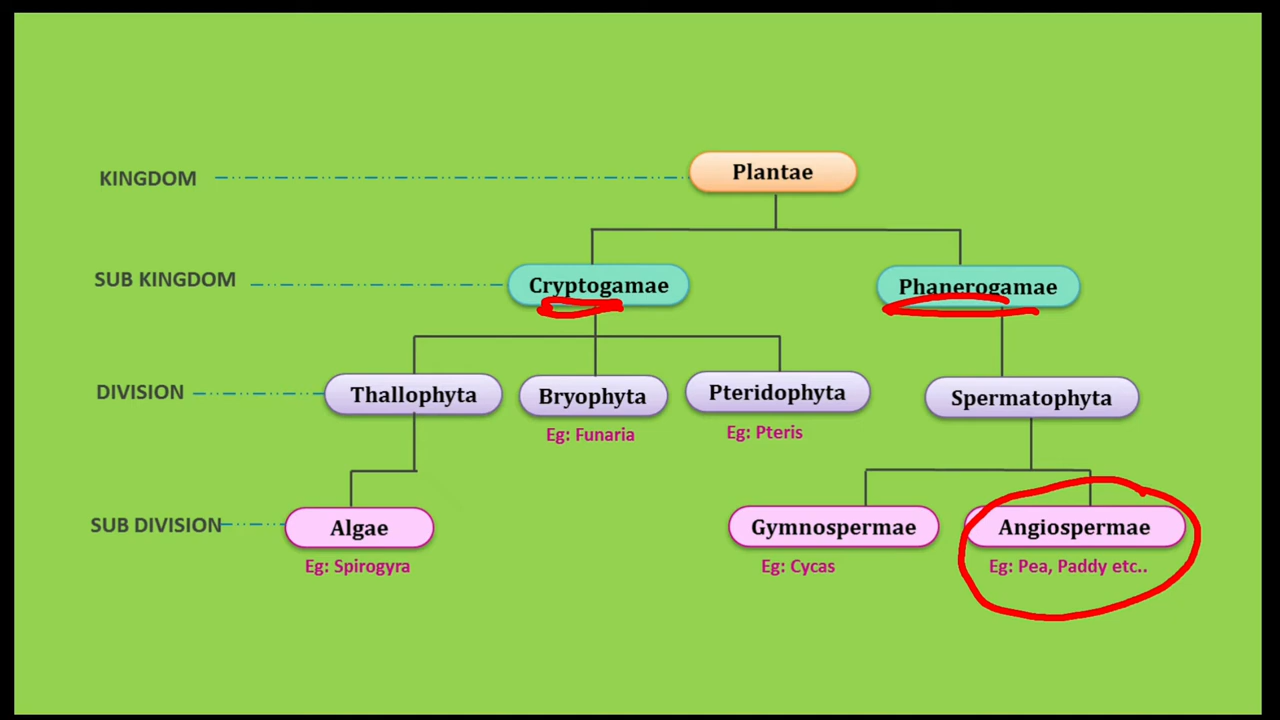 KINGDOM
Plantae
SUB KINGDOM
Cryptogamae
Phanerogamae
DIVISION
Thallophyta
Bryophyta
Pteridophyta
Spermatophyta
Eg: Funaria
Eg: Pteris
SUB DIVISION
Algae
Gymnospermae
Angiospermae
Eg: Spirogyra
Eg: Cycas
Eg: Pea, Paddy etc..